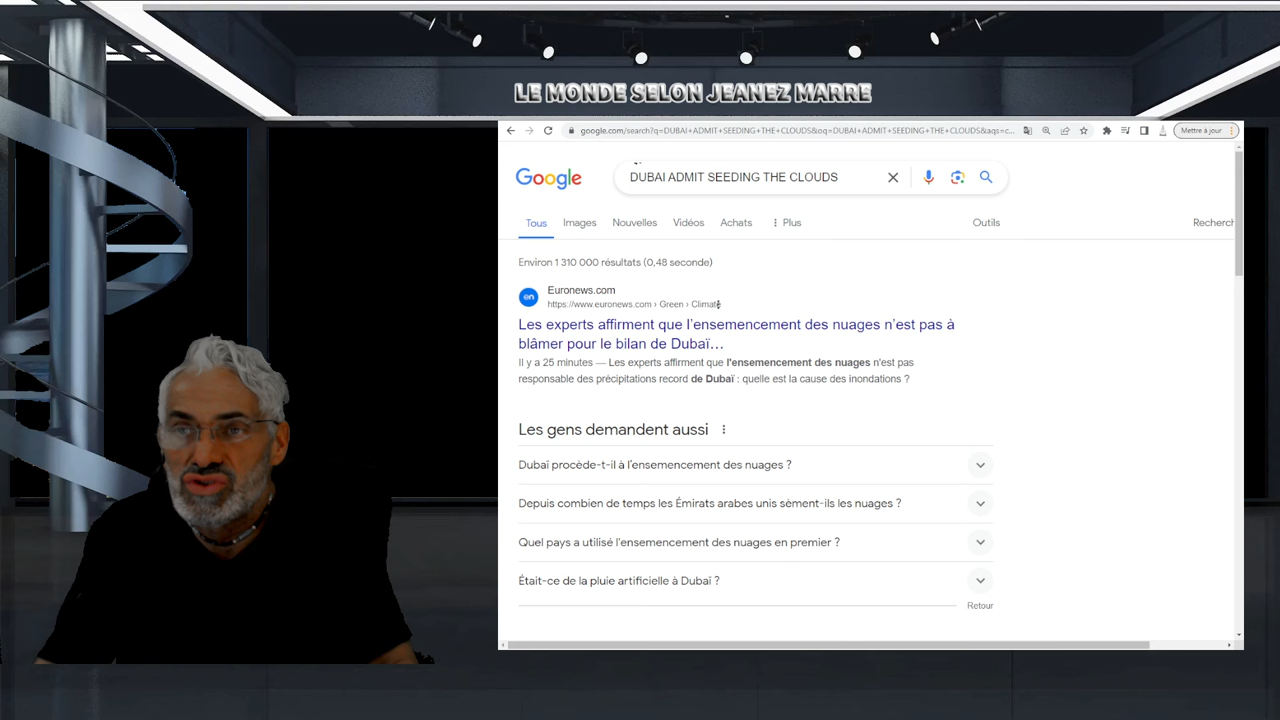 LE MONDE SELON JEANEZ MARRE
google.com/search?q=DUBAI+ADMIT+SEEDING+THE+CLOUDS&oq=DUBAI+ADMIT+SEEDING+THE+CLOUDS&aqs=c...
Mettre à jour
Google
DUBAI ADMIT SEEDING THE CLOUDS
Tous Images Nouvelles Vidéos Achats Plus Outils Recherch
Environ 1 310 000 résultats (0,48 seconde)
en
Euronews.com
https://www.euronews.com › Green › Climate
Les experts affirment que l'ensemencement des nuages n'est pas à
blâmer pour le bilan de Dubaï…
Il y a 25 minutes — Les experts affirment que l'ensemencement des nuages n'est pas
responsable des précipitations record de Dubaï : quelle est la cause des inondations ?
Les gens demandent aussi
Dubaï procède-t-il à l'ensemencement des nuages ?
Depuis combien de temps les Émirats arabes unis sèment-ils les nuages ?
Quel pays a utilisé l'ensemencement des nuages en premier ?
Était-ce de la pluie artificielle à Dubaï ?
Retour